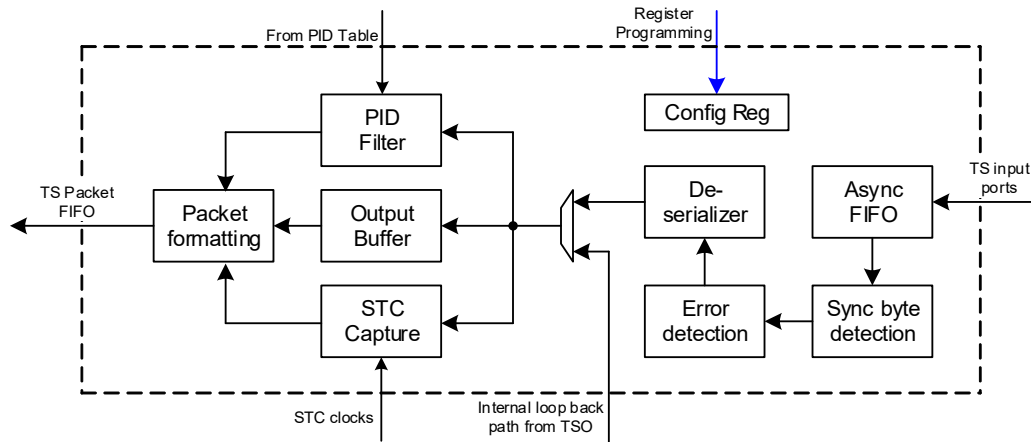 From PID Table
Register
Programming
PID
Filter
Config Reg
TS Packet
FIFO
Packet
formatting
Output
Buffer
De-
serializer
Async
FIFO
TS input
ports
STC
Capture
Error
detection
Sync byte
detection
STC clocks
Internal loop back
path from TSO